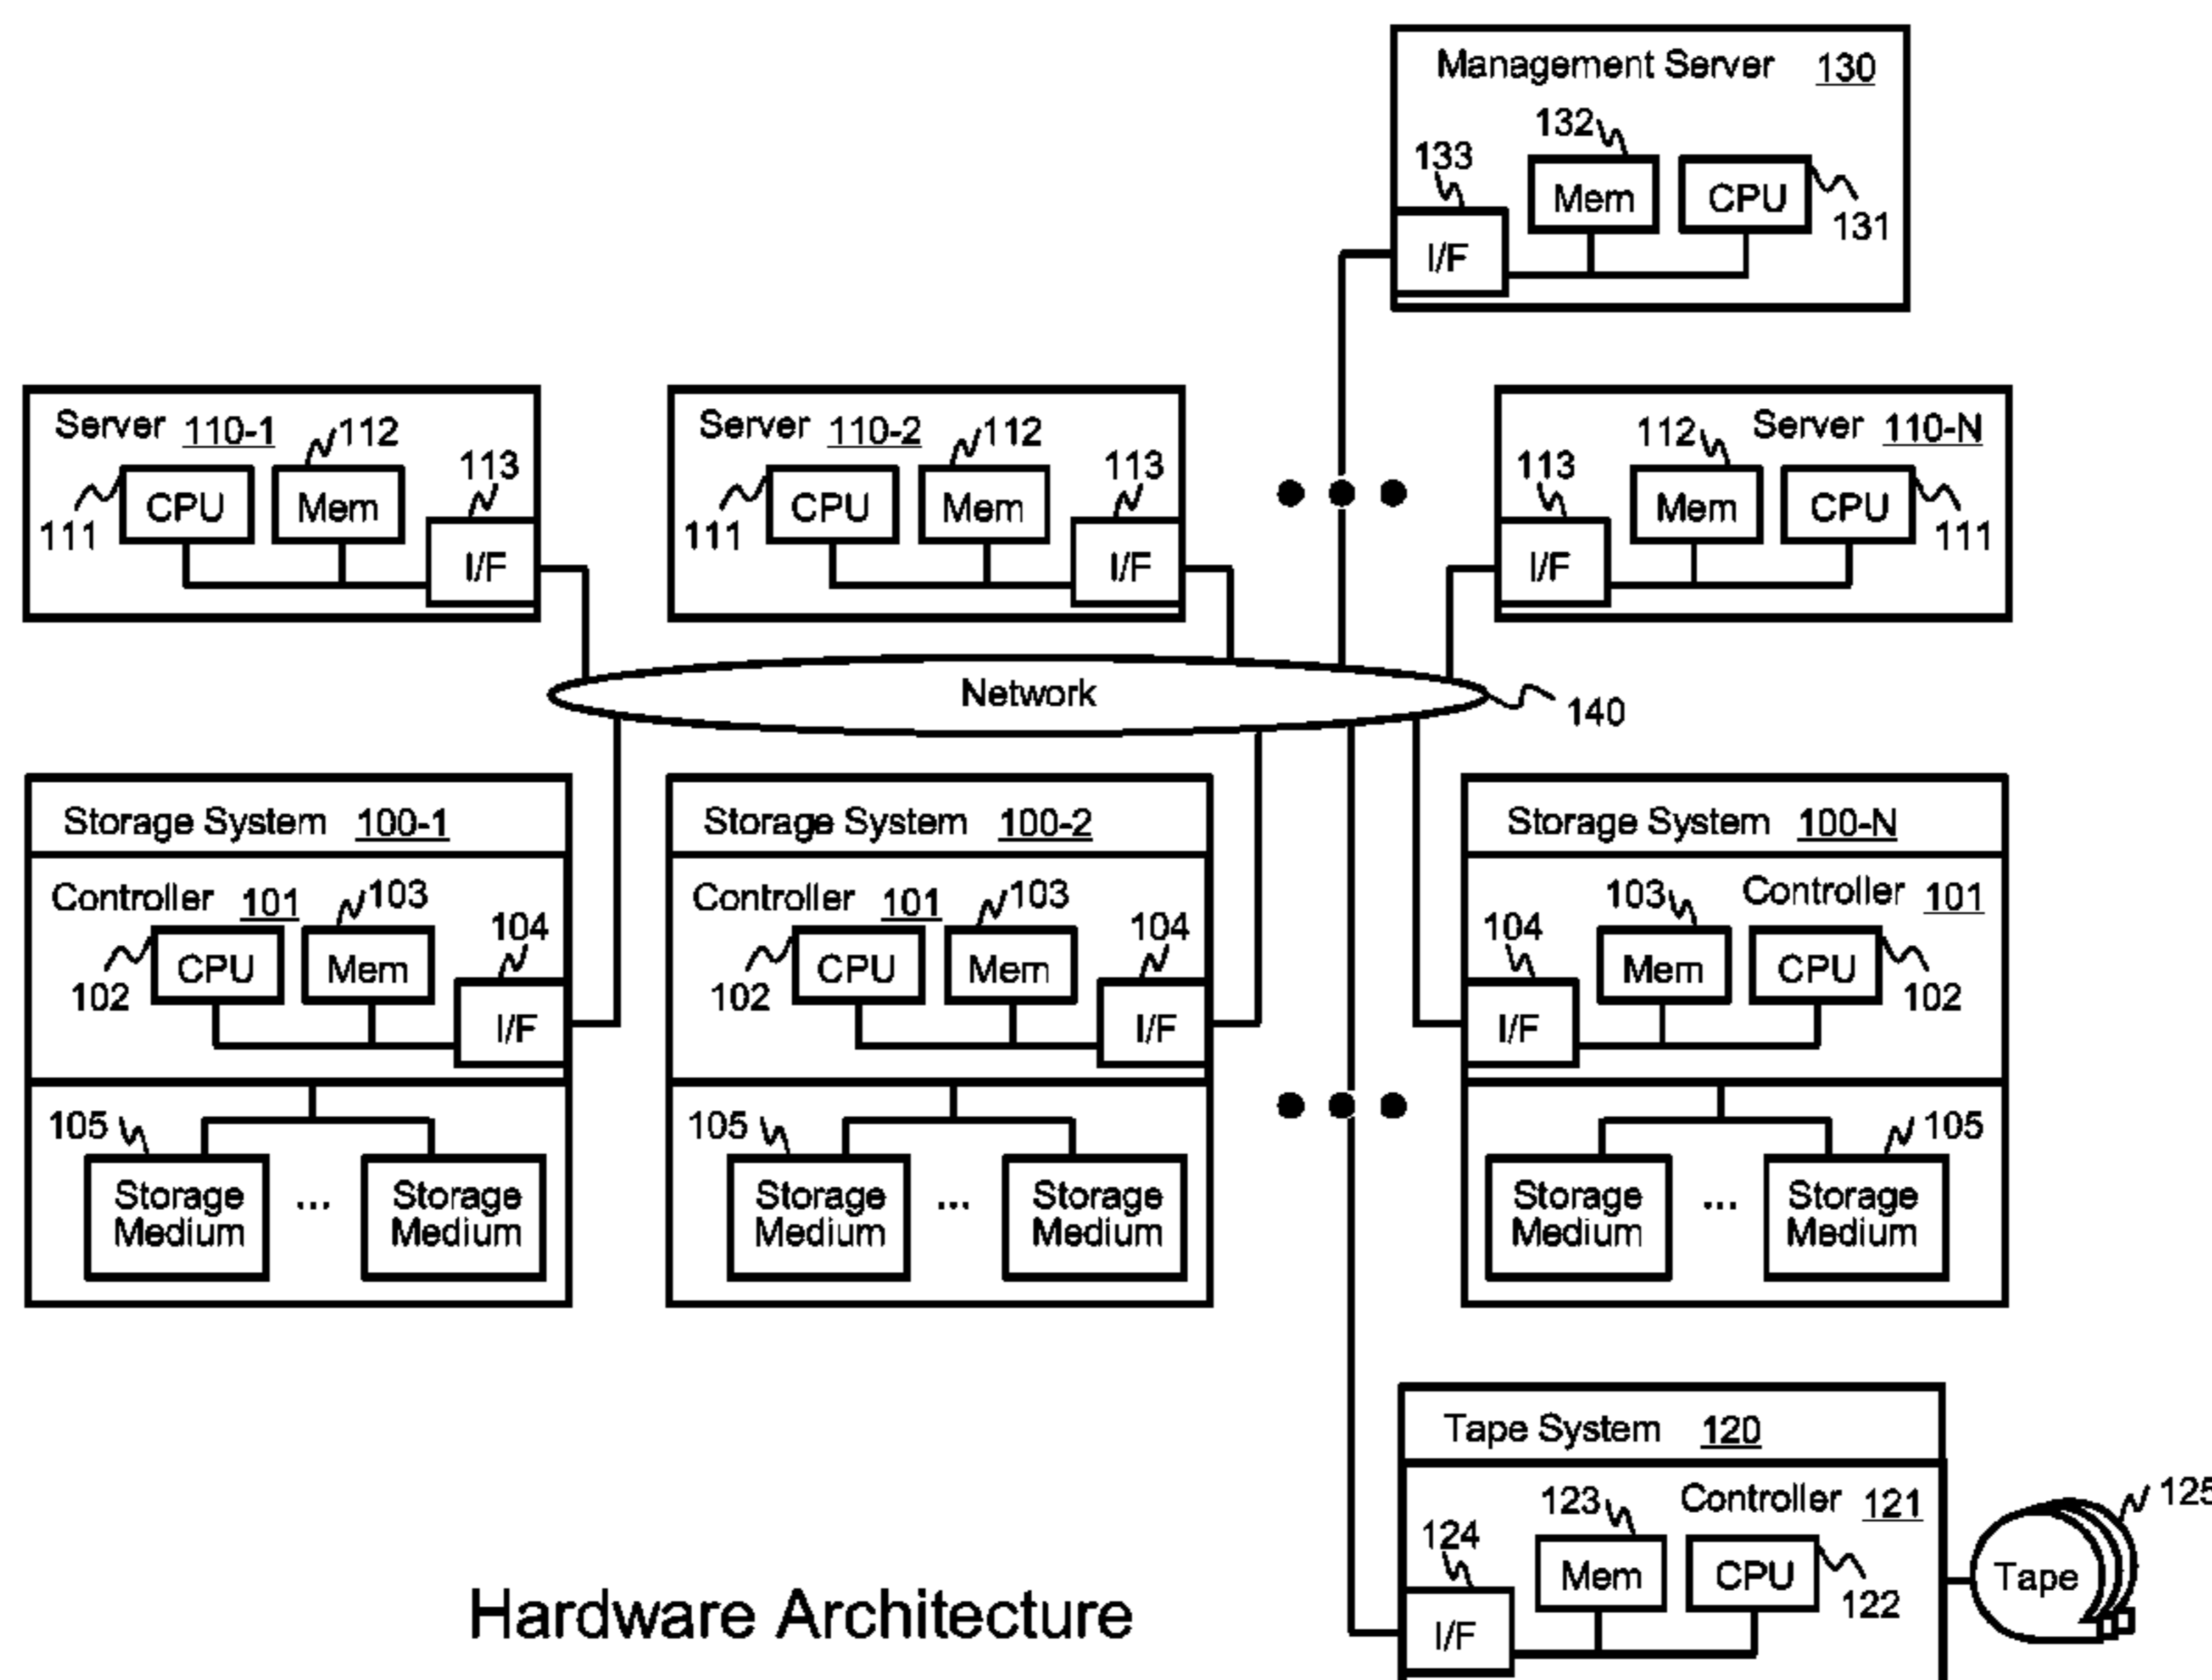 Management Server 130
132
133
Mem CPU
131
I/F
Server 110-1 112
113
CPU Mem
111
I/F
Server 110-2 112
113
CPU Mem
111
I/F
112 Server 110-N
113
Mem CPU
111
I/F
Network
140
Storage System 100-1
Controller 101 103
104
CPU Mem
102
I/F
105
Storage Medium ... Storage Medium
Storage System 100-2
Controller 101 103
104
CPU Mem
102
I/F
105
Storage Medium ... Storage Medium
Storage System 100-N
103 Controller 101
104
Mem CPU
102
I/F
105
Storage Medium ... Storage Medium
Tape System 120
123 Controller 121
125
124
Mem CPU
Tape
122
I/F
Hardware Architecture